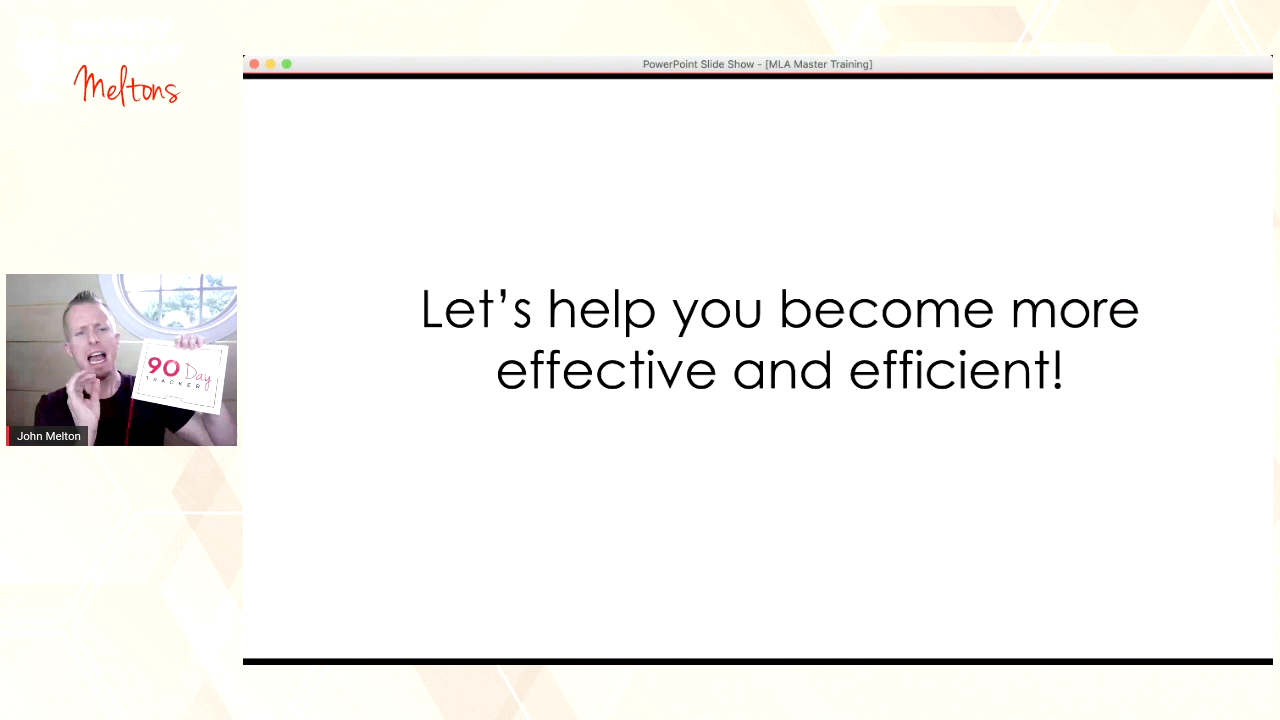 Meltons
PowerPoint Slide Show - [MLA Master Training]
Let's help you become more
effective and efficient!
90 Day
TRACKER
John Melton